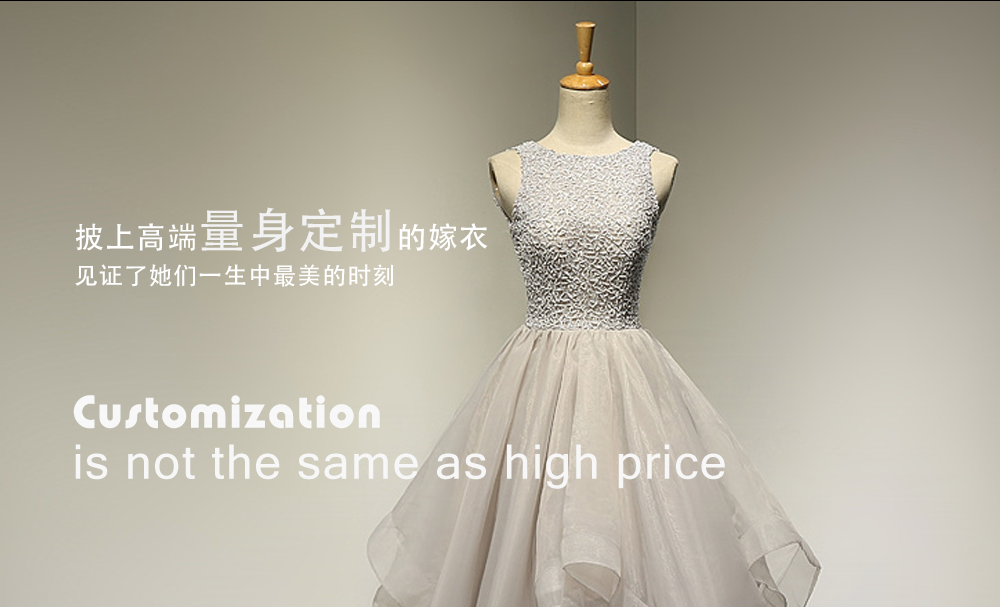 披上高端量身定制的嫁衣
见证了她们一生中最美的时刻
Customization
is not the same as high price